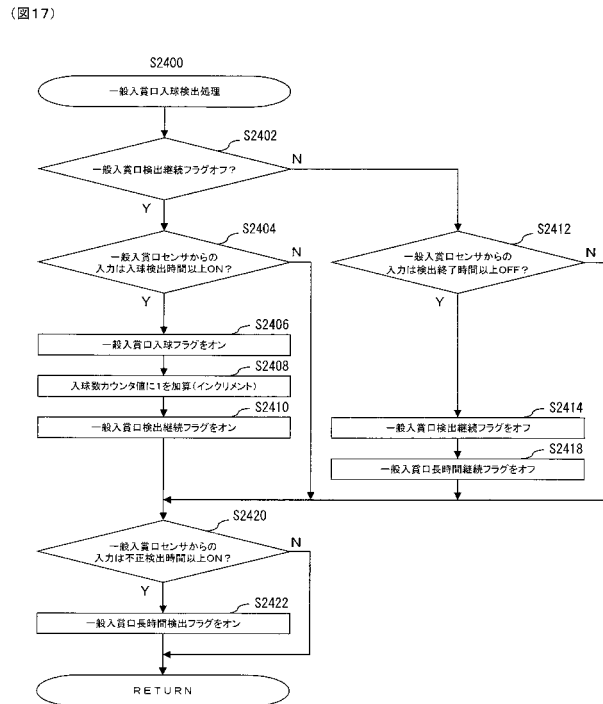 (図17)
S2400
一般入賞口入球検出処理
S2402
一般入賞口検出継続フラグオフ?
N
Y
S2404
一般入賞口センサからの
入力は入球検出時間以上ON?
N
Y
S2412
一般入賞口センサからの
入力は検出終了時間以上OFF?
N
Y
S2406
一般入賞口入球フラグをオン
S2408
入球数カウンタ値に1を加算(インクリメント)
S2410
一般入賞口検出継続フラグをオン
S2414
一般入賞口検出継続フラグをオフ
S2418
一般入賞口長時間継続フラグをオフ
S2420
一般入賞口センサからの
入力は不正検出時間以上ON?
N
Y
S2422
一般入賞口長時間検出フラグをオン
RETURN